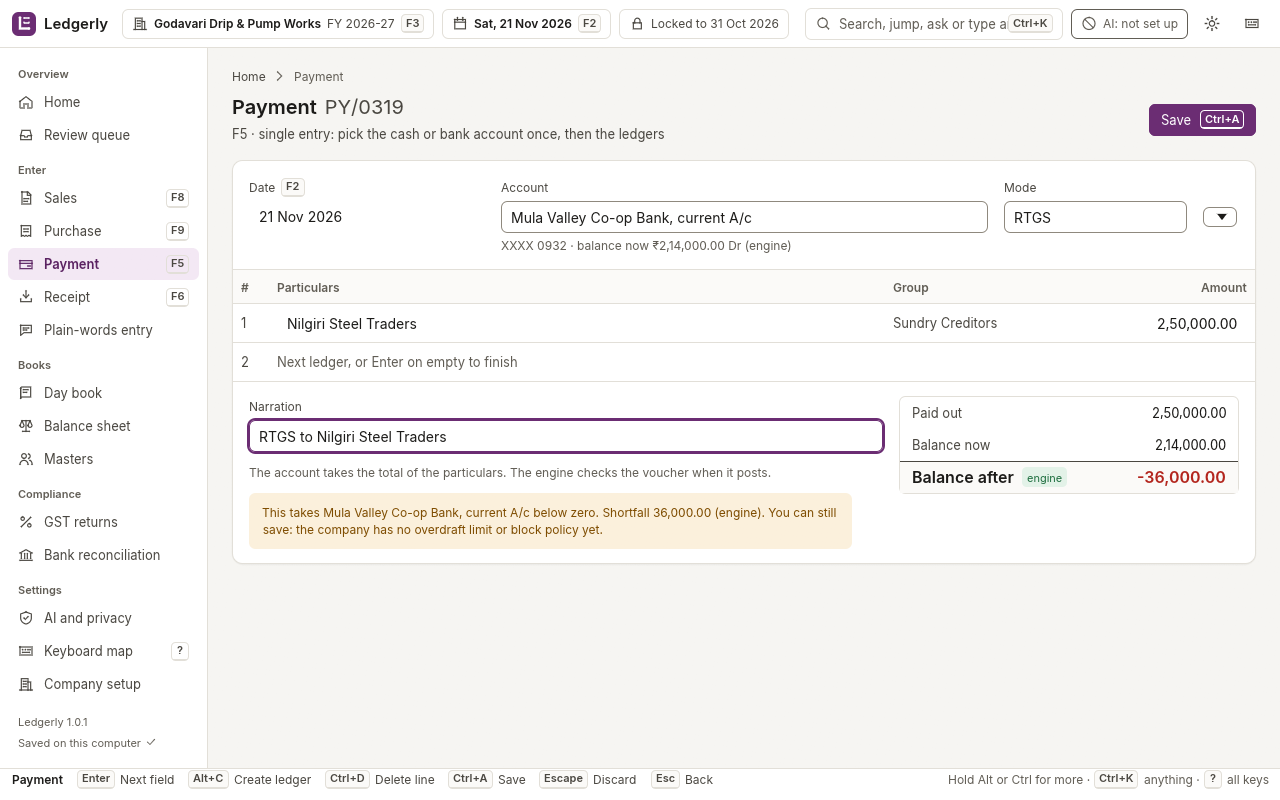 Ledgerly
Godavari Drip & Pump Works FY 2026-27 F3
Sat, 21 Nov 2026 F2
Locked to 31 Oct 2026
Search, jump, ask or type a Ctrl+K
AI: not set up
Overview
Home
Review queue
Enter
Sales F8
Purchase F9
Payment F5
Receipt F6
Plain-words entry
Books
Day book
Balance sheet
Masters
Compliance
GST returns
Bank reconciliation
Settings
AI and privacy
Keyboard map ?
Company setup
Ledgerly 1.0.1
Saved on this computer
Home > Payment
Payment PY/0319
F5 · single entry: pick the cash or bank account once, then the ledgers
Save Ctrl+A
Date F2
21 Nov 2026
Account
Mula Valley Co-op Bank, current A/c
XXXX 0932 · balance now ₹2,14,000.00 Dr (engine)
Mode
RTGS
# Particulars Group Amount
1 Nilgiri Steel Traders Sundry Creditors 2,50,000.00
2 Next ledger, or Enter on empty to finish
Narration
RTGS to Nilgiri Steel Traders
The account takes the total of the particulars. The engine checks the voucher when it posts.
This takes Mula Valley Co-op Bank, current A/c below zero. Shortfall 36,000.00 (engine). You can still
save: the company has no overdraft limit or block policy yet.
Paid out 2,50,000.00
Balance now 2,14,000.00
Balance after engine -36,000.00
Payment Enter Next field Alt+C Create ledger Ctrl+D Delete line Ctrl+A Save Escape Discard Esc Back
Hold Alt or Ctrl for more · Ctrl+K anything · ? all keys